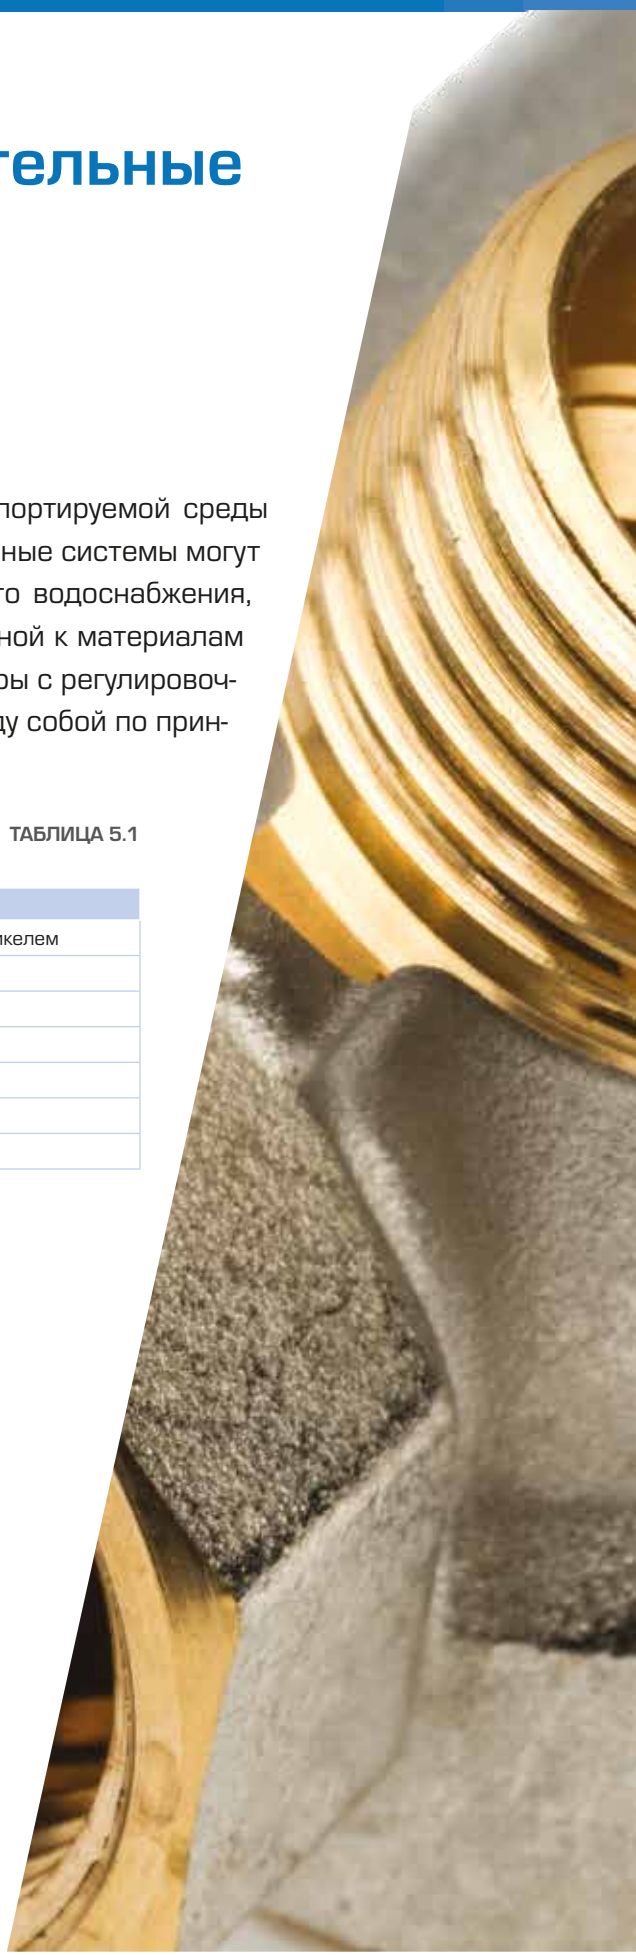 тельные
портируемой среды
ные системы могут
го водоснабжения,
ной к материалам
ры с регулировоч-
ду собой по прин-
ТАБЛИЦА 5.1
икелем